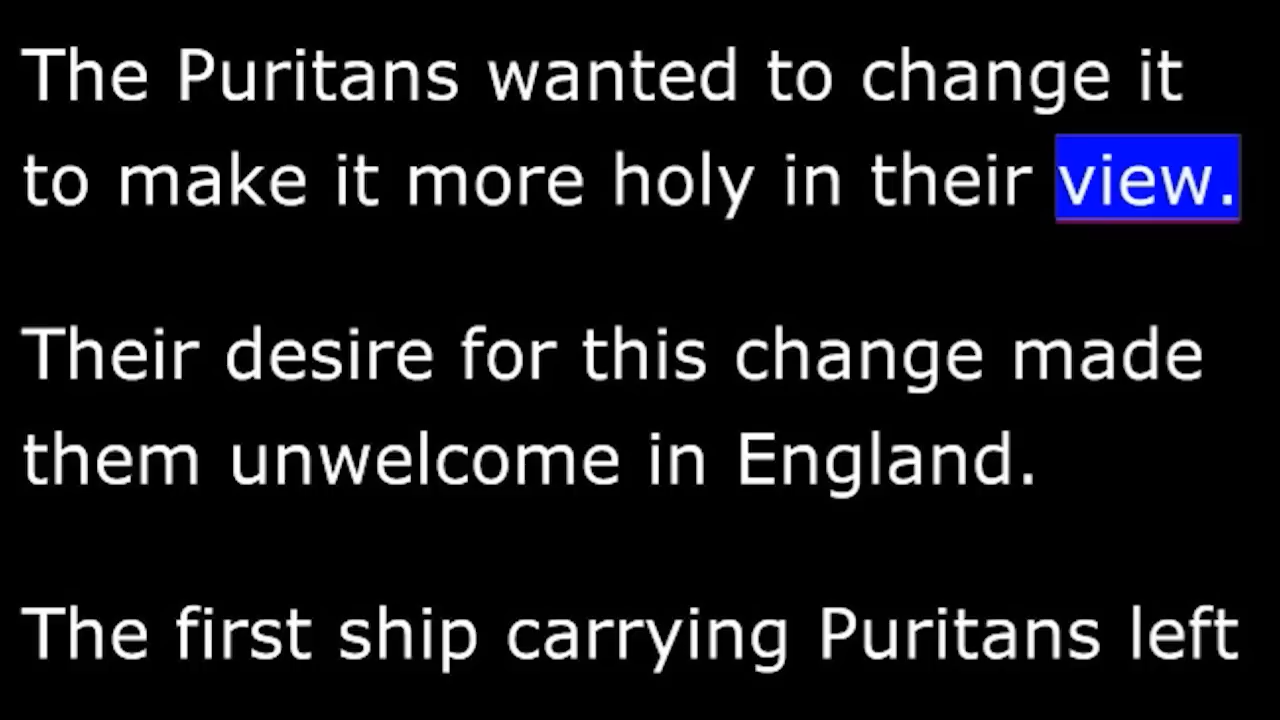 The Puritans wanted to change it
to make it more holy in their view.
Their desire for this change made
them unwelcome in England.
The first ship carrying Puritans left